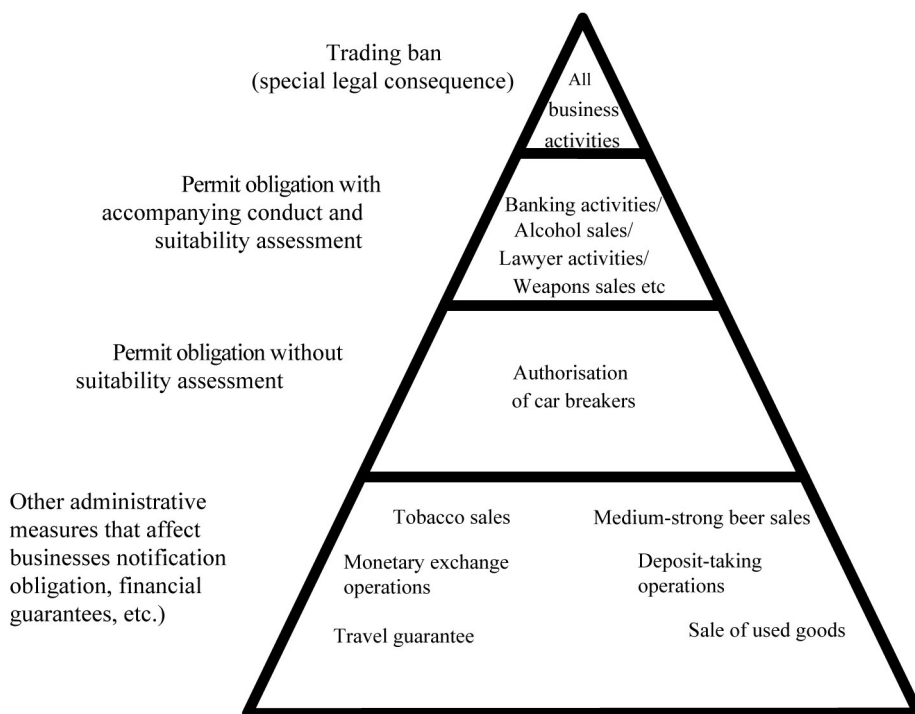 Trading ban
(special legal consequence)
All
business
activities
Permit obligation with
accompanying conduct and
suitability assessment
Banking activities/
Alcohol sales/
Lawyer activities/
Weapons sales etc
Permit obligation without
suitability assessment
Authorisation
of car breakers
Other administrative
measures that affect
businesses notification
obligation, financial
guarantees, etc.)
Tobacco sales
Medium-strong beer sales
Monetary exchange
operations
Deposit-taking
operations
Travel guarantee
Sale of used goods